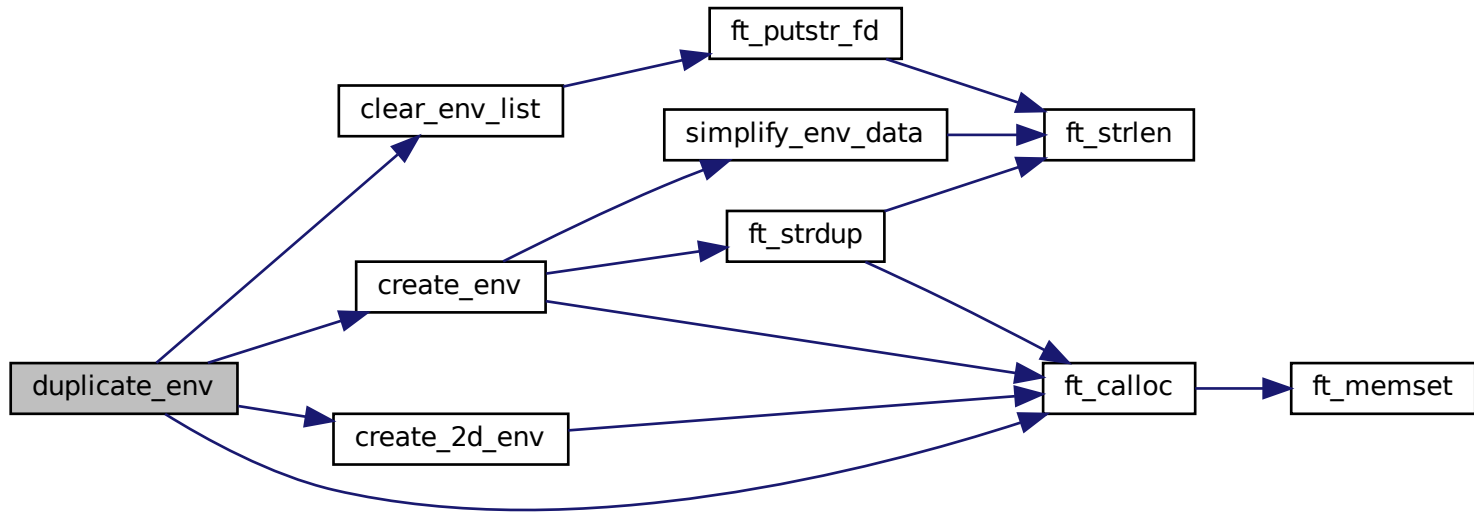 ft_putstr_fd
clear_env_list
simplify_env_data
ft_strlen
ft_strdup
create_env
duplicate_env
ft_calloc
ft_memset
create_2d_env